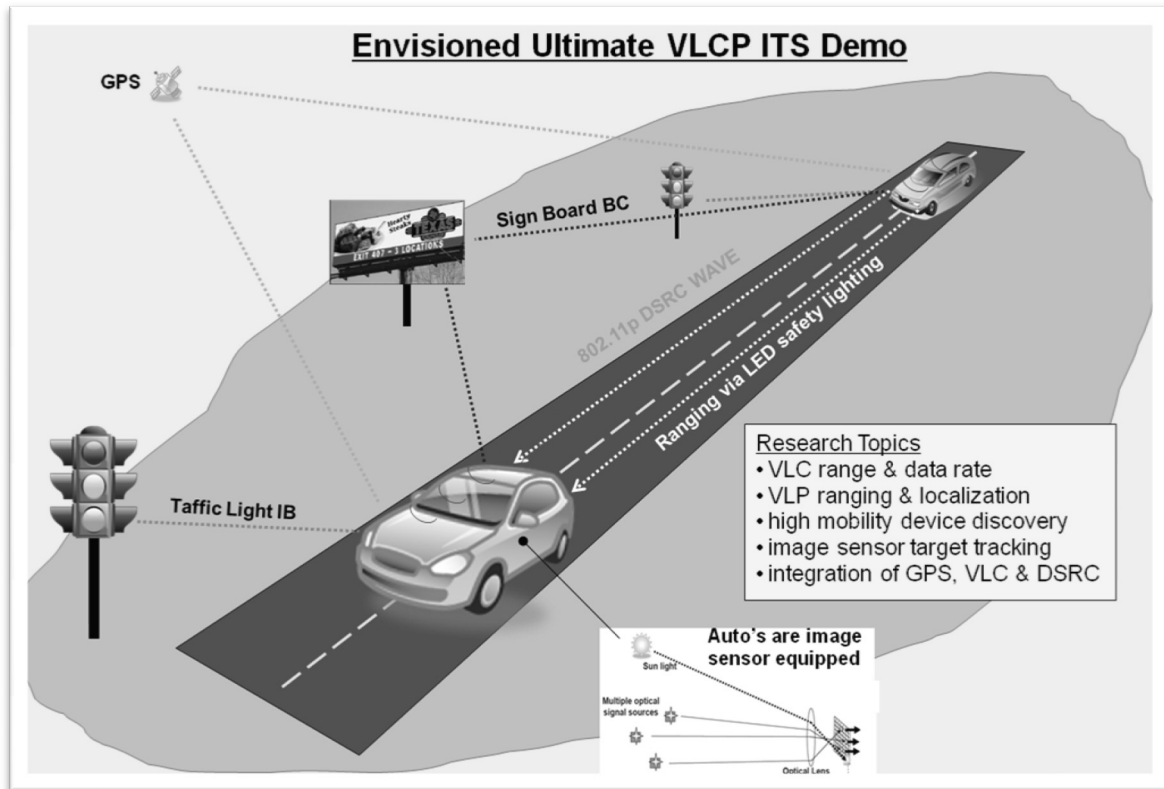 Envisioned Ultimate VLCP ITS Demo
GPS
Sign Board BC
Hearty
Steaks
TEXAS
EXIT 407 - 3 LOCATIONS
802.11p DSRC WAVE
Ranging via LED safety lighting
Taffic Light IB
Research Topics
• VLC range & data rate
• VLP ranging & localization
• high mobility device discovery
• image sensor target tracking
• integration of GPS, VLC & DSRC
Auto's are image
sensor equipped
Sun light
Multiple optical
signal sources
Optical Lens